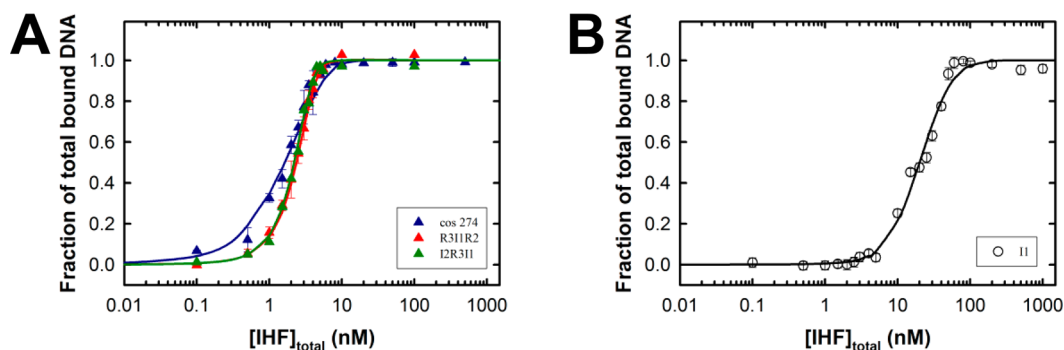 A
Fraction of total bound DNA
1.0
0.8
0.6
0.4
0.2
0.0
cos 274
R3I1R2
I2R3I1
0.01
0.1
1
10
100
1000
[IHF]total (nM)
B
Fraction of total bound DNA
1.0
0.8
0.6
0.4
0.2
0.0
I1
0.01
0.1
1
10
100
1000
[IHF]total (nM)